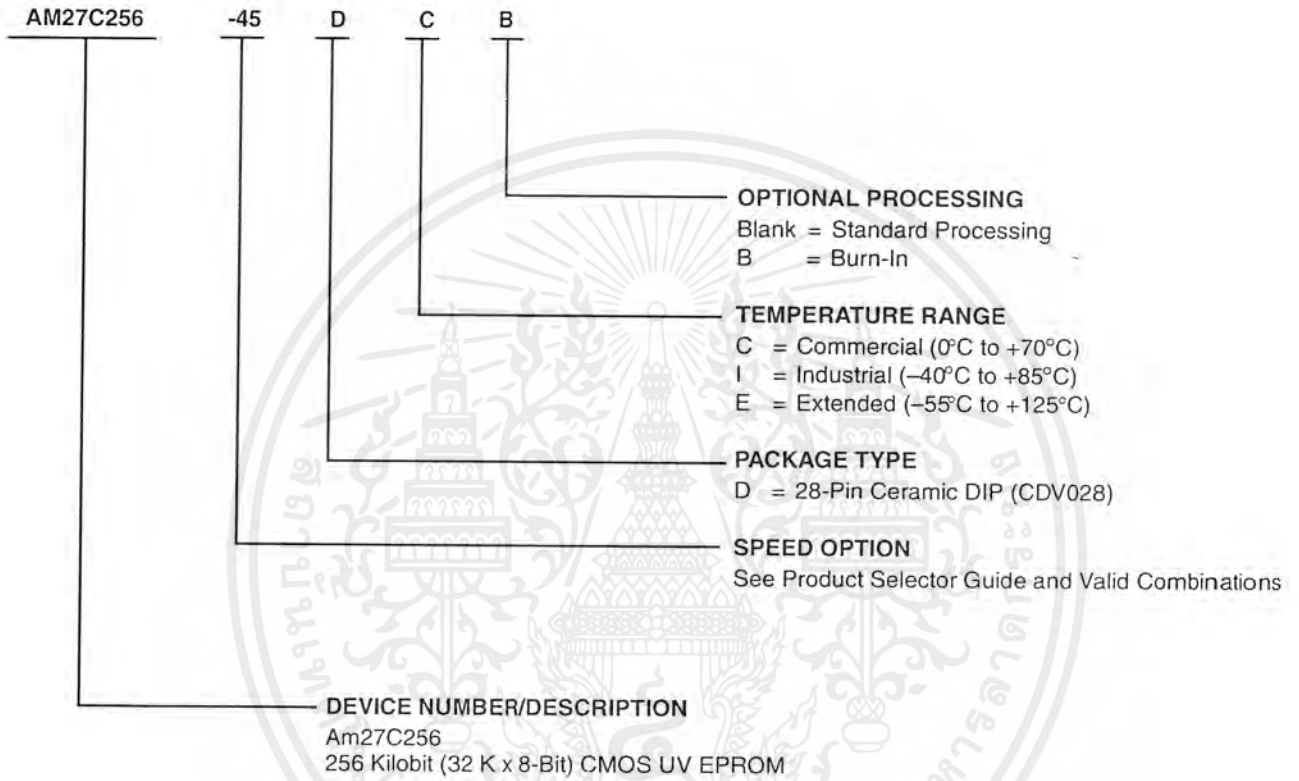 AM27C256 -45 D C B
OPTIONAL PROCESSING
Blank = Standard Processing
B = Burn-In
TEMPERATURE RANGE
C = Commercial (0°C to +70°C)
I = Industrial (–40°C to +85°C)
E = Extended (–55°C to +125°C)
PACKAGE TYPE
D = 28-Pin Ceramic DIP (CDV028)
SPEED OPTION
See Product Selector Guide and Valid Combinations
DEVICE NUMBER/DESCRIPTION
Am27C256
256 Kilobit (32 K x 8-Bit) CMOS UV EPROM